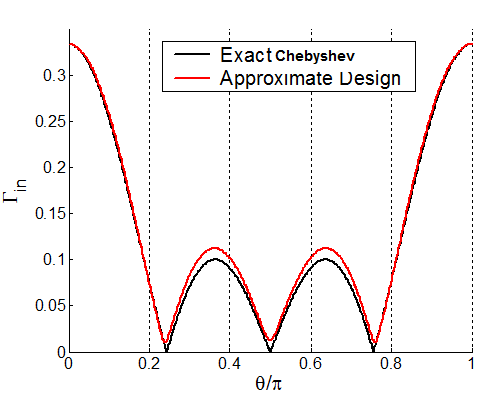 Exact Chebyshev
Approximate Design
0.3
0.25
0.2
0.15
0.1
0.05
0
Γin
0 0.2 0.4 0.6 0.8 1
θ/π